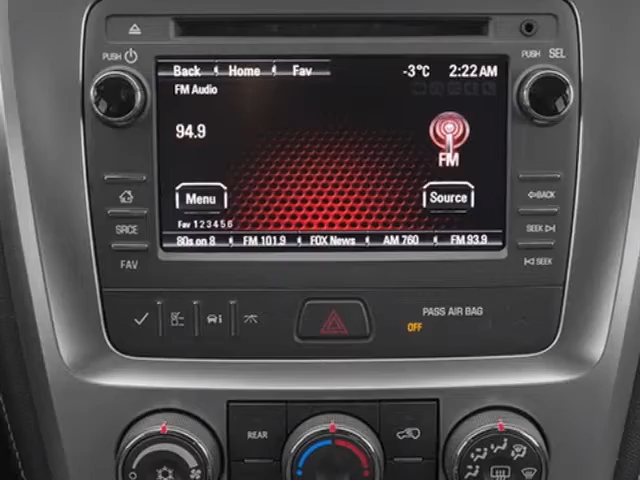 PUSH
PUSH SEL
Back Home Fav -3°C 2:22AM
FM Audio
94.9
FM
Menu
Source
Fav 1 2 3 4 5 6
80s on 8 FM 101.9 FOX News AM 760 FM 93.9
BACK
SRCE
SEEK
FAV
SEEK
PASS AIR BAG
OFF
REAR